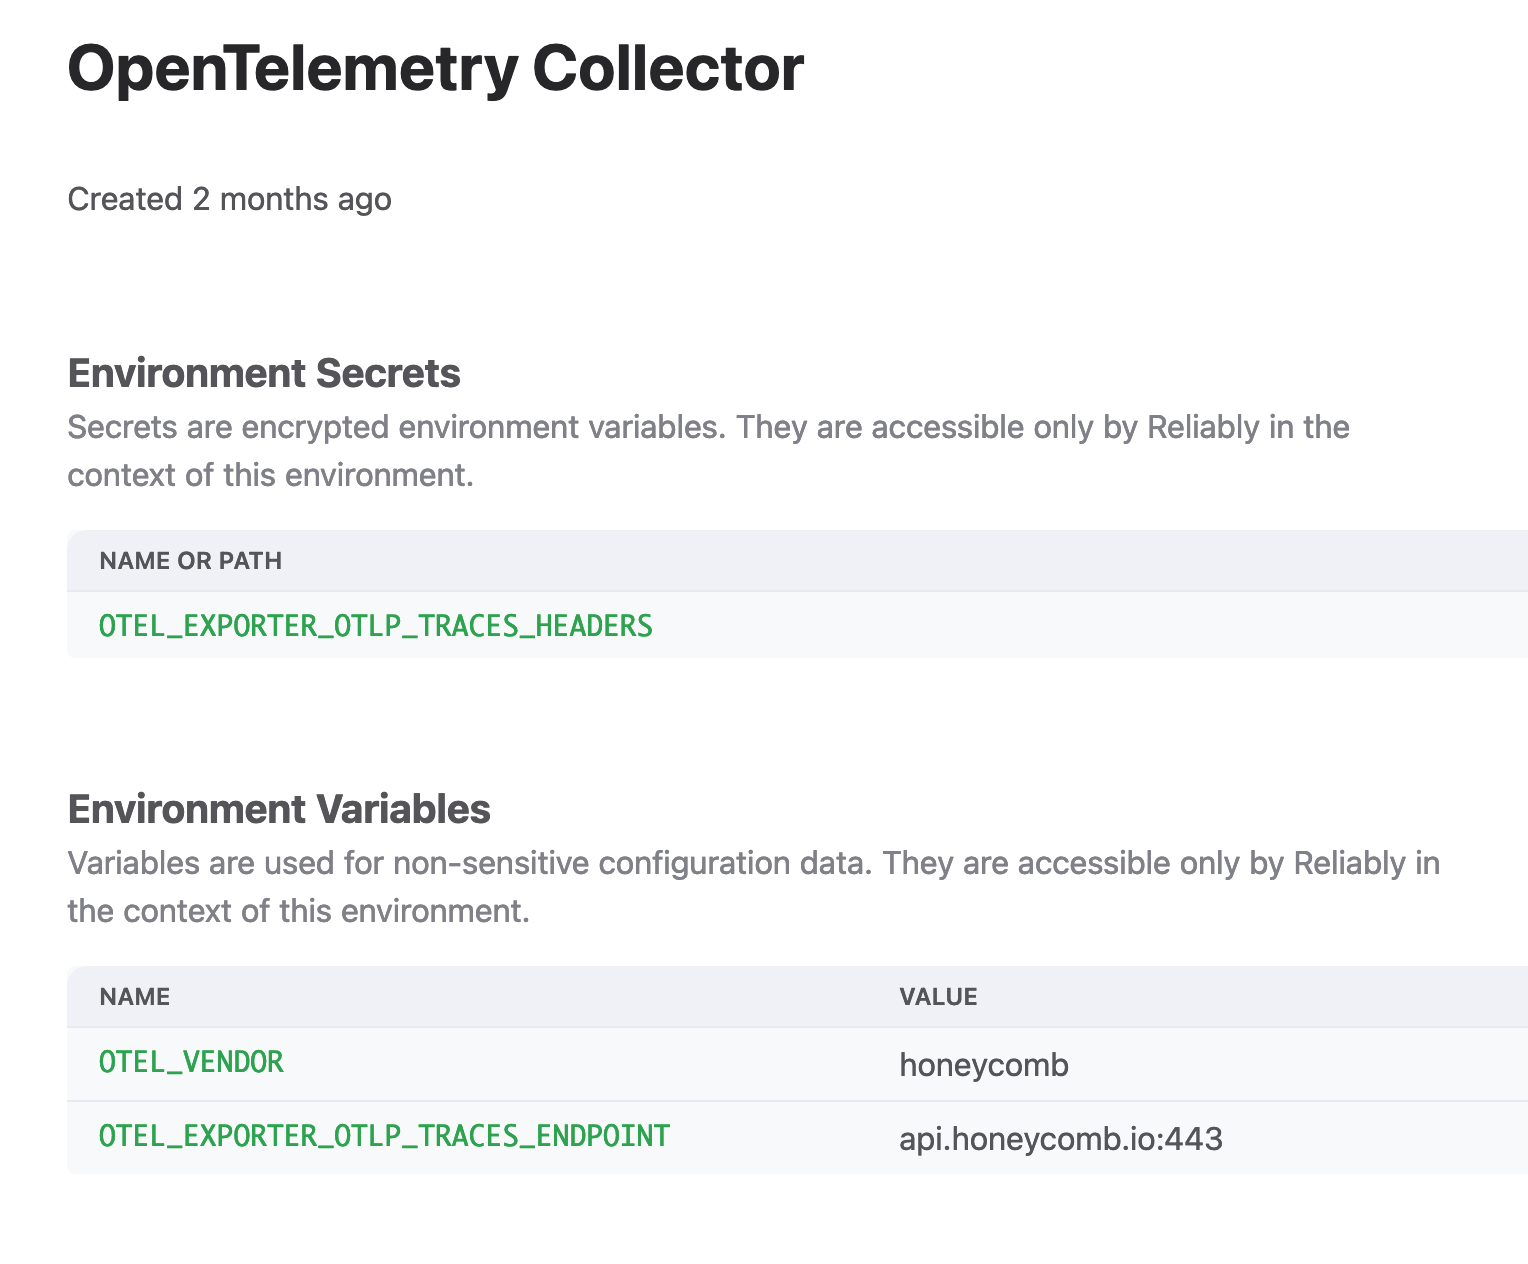 OpenTelemetry Collector
Created 2 months ago
Environment Secrets
Secrets are encrypted environment variables. They are accessible only by Reliably in the
context of this environment.
NAME OR PATH
OTEL_EXPORTER_OTLP_TRACES_HEADERS
Environment Variables
Variables are used for non-sensitive configuration data. They are accessible only by Reliably in
the context of this environment.
NAME VALUE
OTEL_VENDOR honeycomb
OTEL_EXPORTER_OTLP_TRACES_ENDPOINT api.honeycomb.io:443